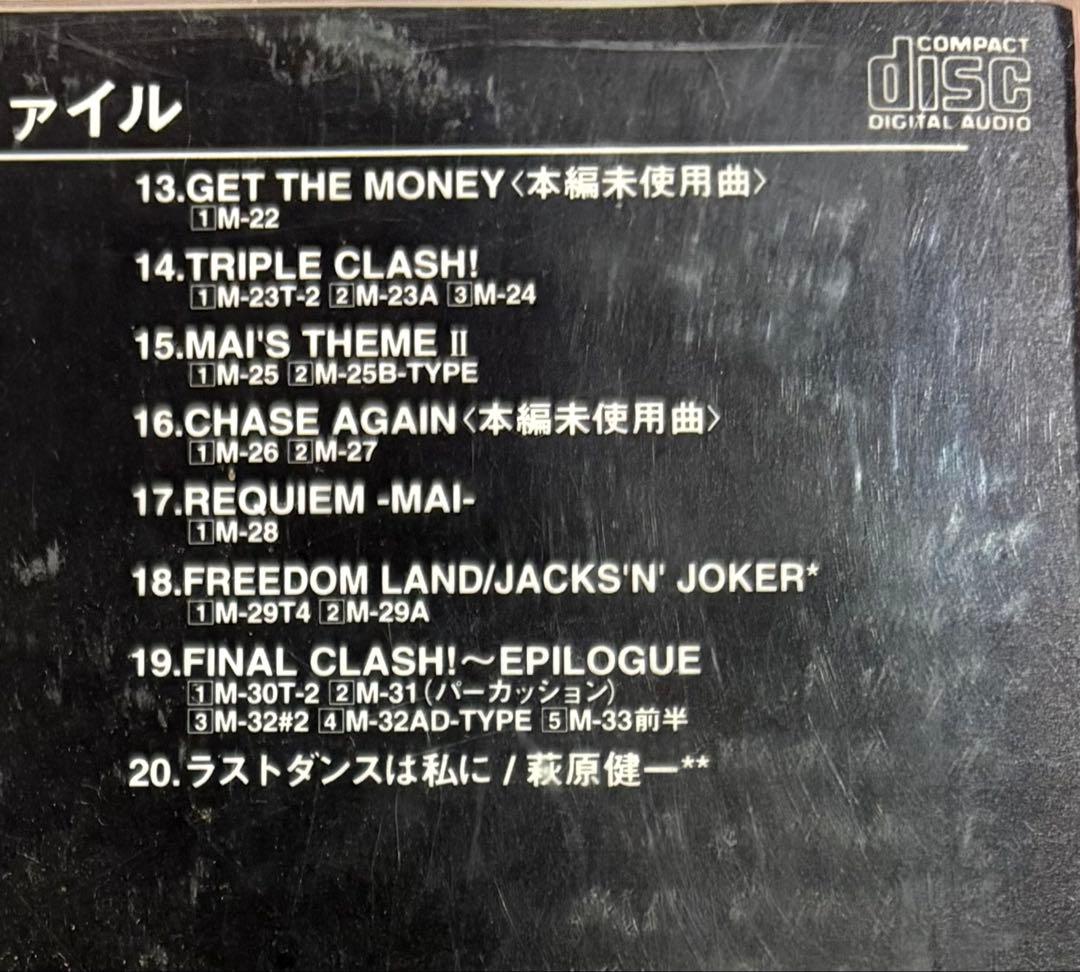 ァイル
COMPACT
disc
DIGITAL AUDIO
13.GET THE MONEY〈本編未使用曲〉
1M-22
14.TRIPLE CLASH!
1M-23T-2 2M-23A 3M-24
15.MAI'S THEME Ⅱ
1M-25 2M-25B-TYPE
16.CHASE AGAIN〈本編未使用曲〉
1M-26 2M-27
17.REQUIEM -MAI-
1M-28
18.FREEDOM LAND/JACKS'N' JOKER*
1M-29T4 2M-29A
19.FINAL CLASH!～EPILOGUE
1M-30T-2 2M-31(パーカッション)
3M-32#2 4M-32AD-TYPE 5M-33前半
20.ラストダンスは私に / 萩原健一**